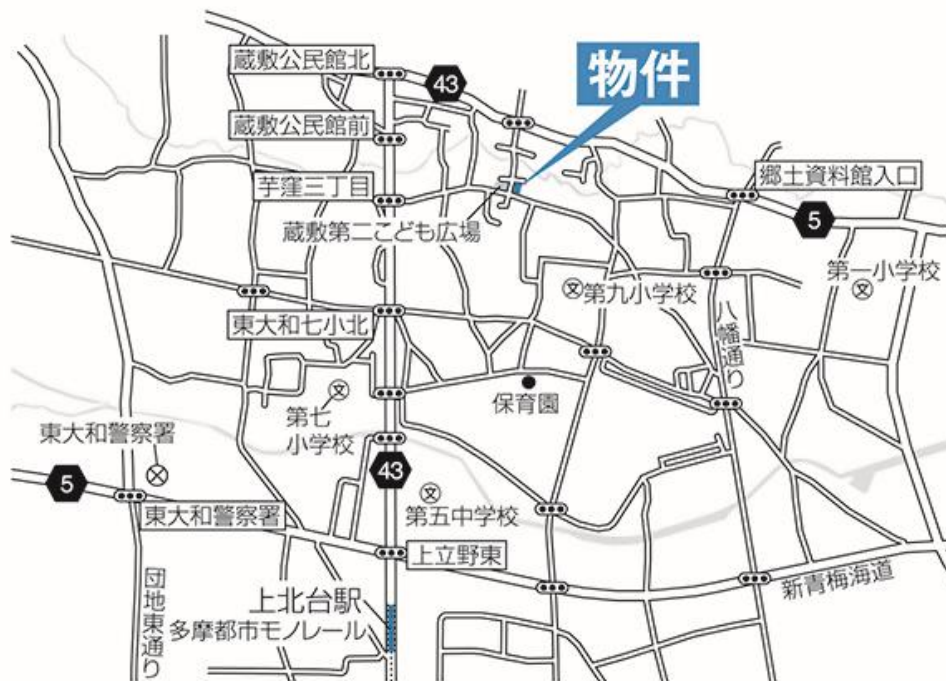 蔵敷公民館北
43
物件
蔵敷公民館前
芋窪三丁目
郷土資料館入口
蔵敷第二こども広場
5
第一小学校
文
文
第九小学校
東大和七小北
八幡通り
文
第七
小学校
保育園
東大和警察署
43
5
文
第五中学校
東大和警察署
上立野東
新青梅海道
上北台駅
多摩都市モノレール
団地東通り